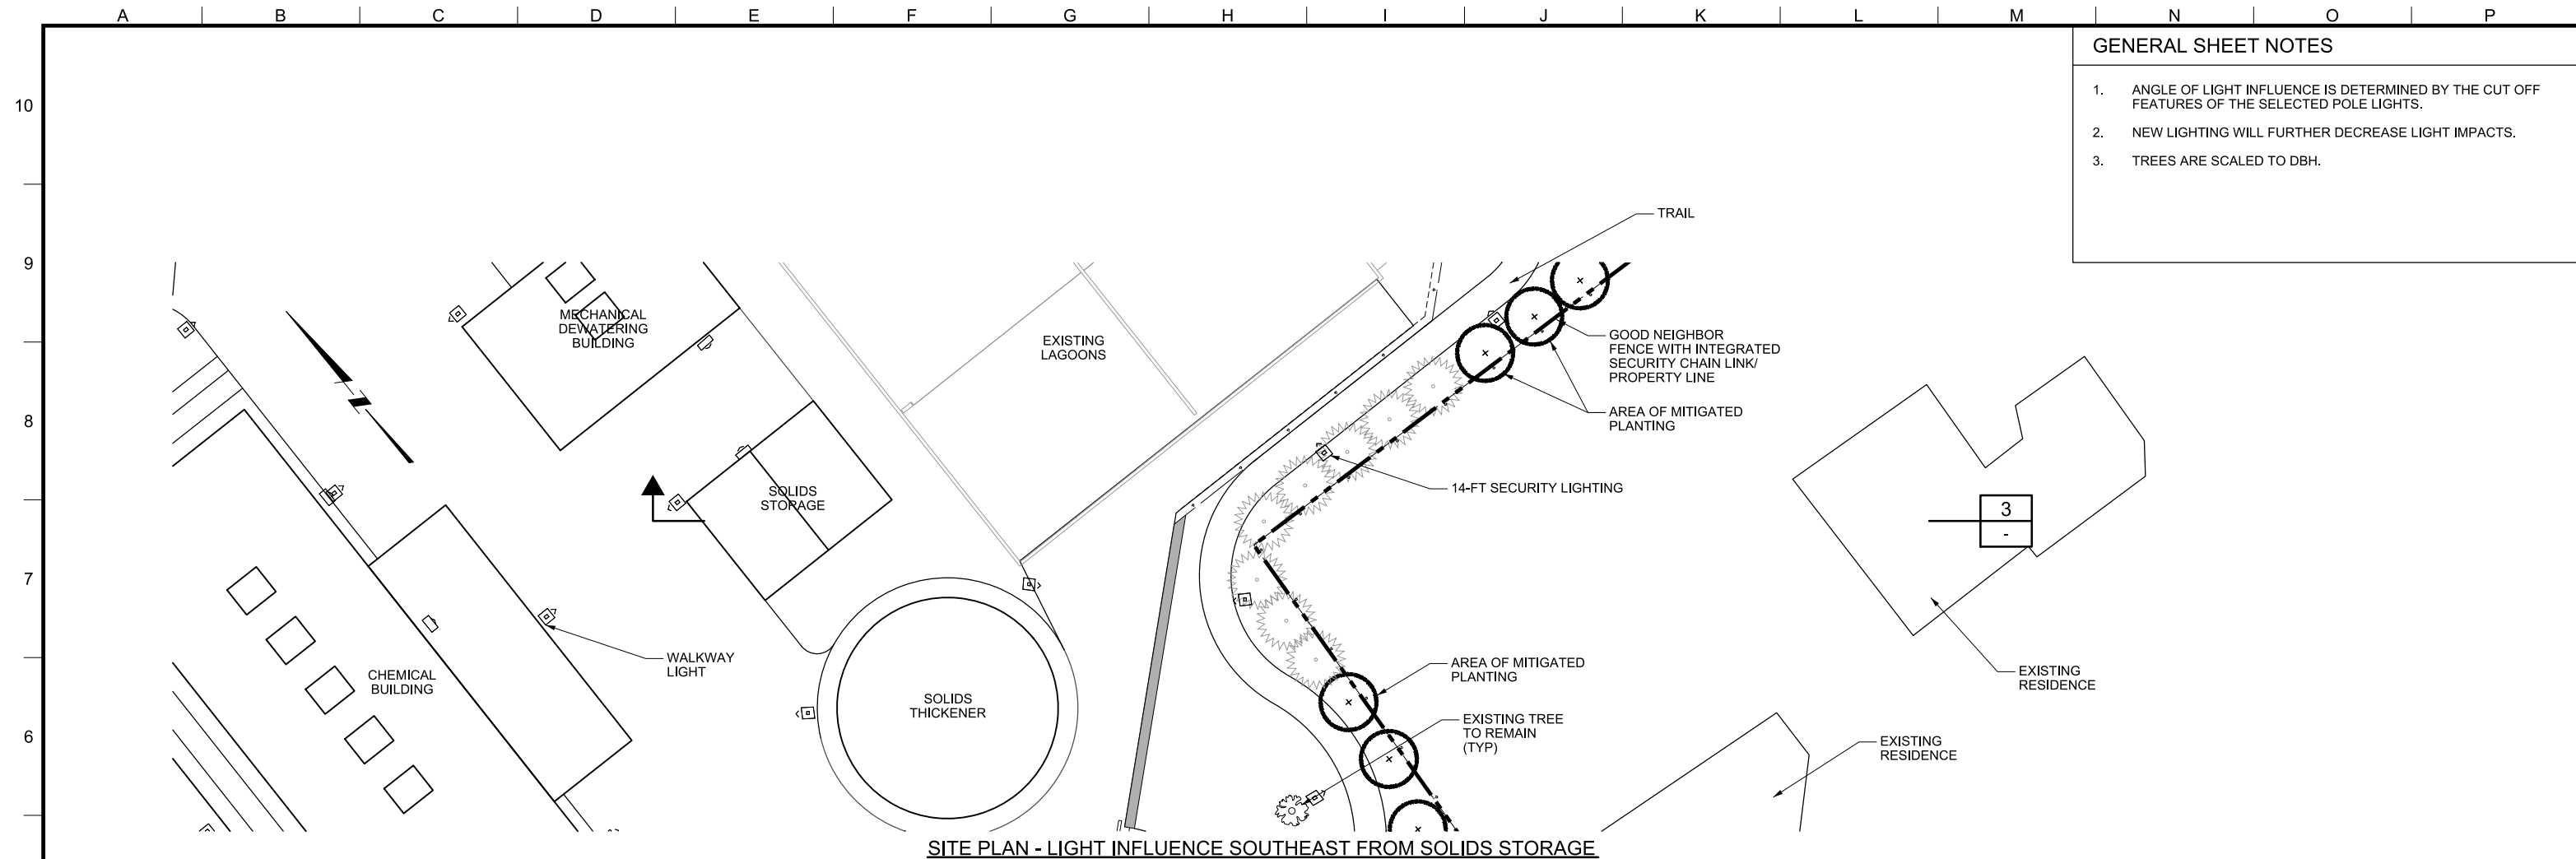 A B C D E F G H I J K L M N O P
GENERAL SHEET NOTES
1. ANGLE OF LIGHT INFLUENCE IS DETERMINED BY THE CUT OFF
FEATURES OF THE SELECTED POLE LIGHTS.
2. NEW LIGHTING WILL FURTHER DECREASE LIGHT IMPACTS.
3. TREES ARE SCALED TO DBH.
10
9
8
7
6
TRAIL
MECHANICAL
DEWATERING
BUILDING
EXISTING
LAGOONS
GOOD NEIGHBOR
FENCE WITH INTEGRATED
SECURITY CHAIN LINK/
PROPERTY LINE
AREA OF MITIGATED
PLANTING
14-FT SECURITY LIGHTING
SOLIDS
STORAGE
3
-
WALKWAY
LIGHT
CHEMICAL
BUILDING
SOLIDS
THICKENER
AREA OF MITIGATED
PLANTING
EXISTING
RESIDENCE
EXISTING TREE
TO REMAIN
(TYP)
EXISTING
RESIDENCE
SITE PLAN - LIGHT INFLUENCE SOUTHEAST FROM SOLIDS STORAGE